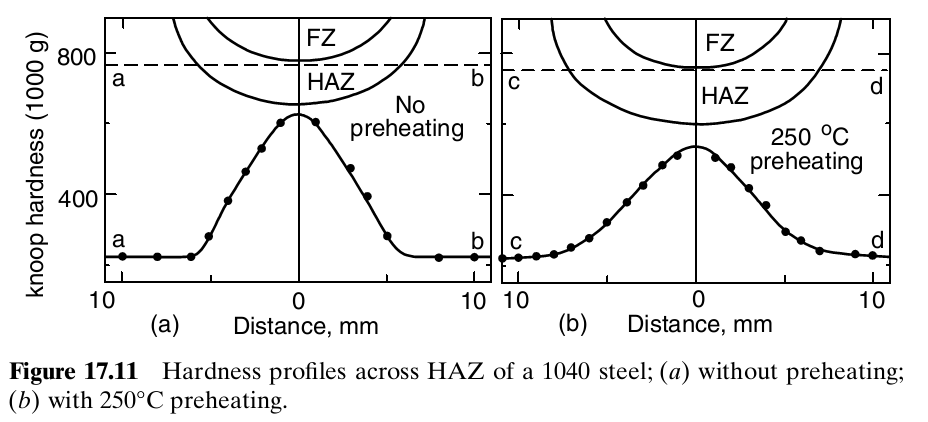 knoop hardness (1000 g)
800
400
FZ
HAZ
a
b
No
preheating
a
b
10
0
10
(a)
Distance, mm
FZ
HAZ
c
d
250 °C
preheating
c
d
10
0
10
(b)
Distance, mm
Figure 17.11 Hardness profiles across HAZ of a 1040 steel; (a) without preheating;
(b) with 250°C preheating.